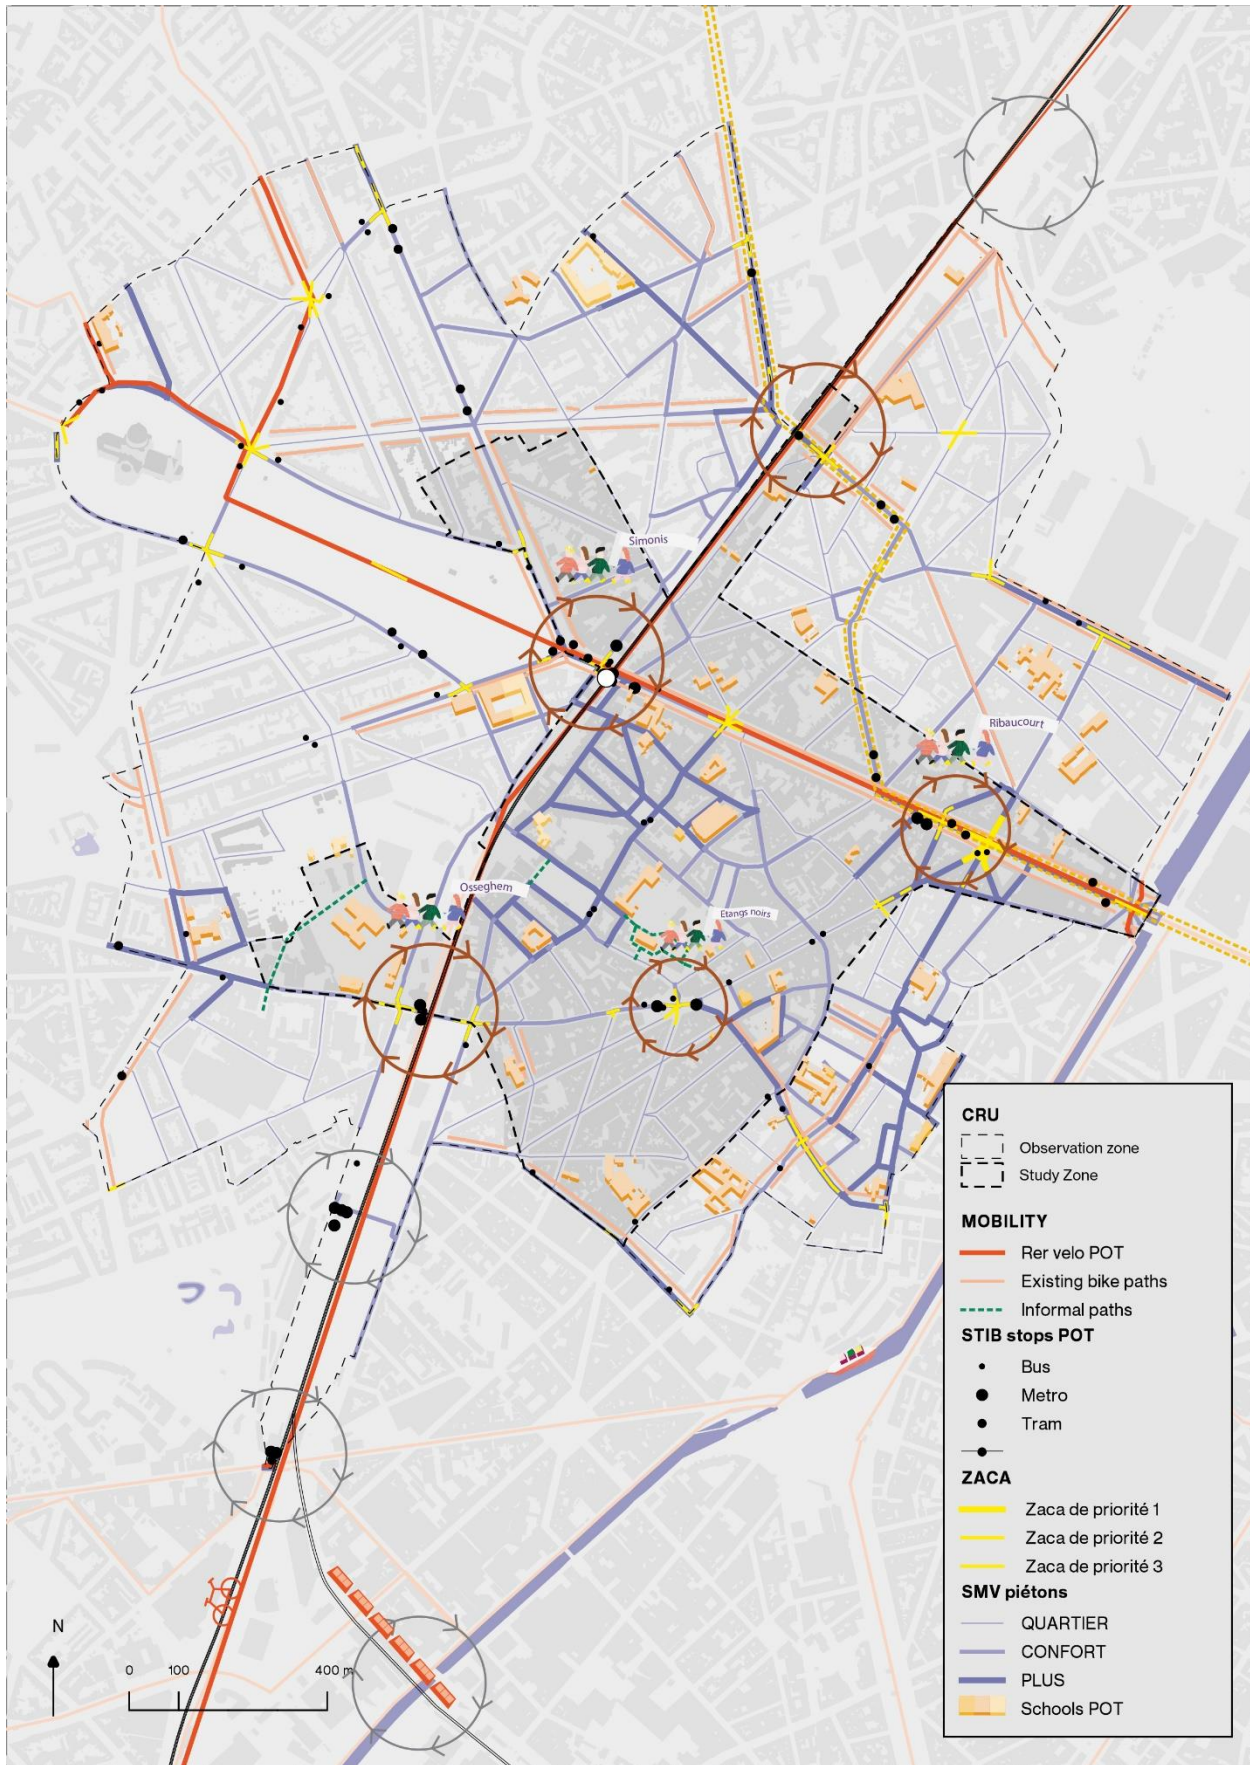 Simonis
Ribaucourt
Osseghem
Etangs noirs
CRU
Observation zone
Study Zone
MOBILITY
Rer velo POT
Existing bike paths
Informal paths
STIB stops POT
Bus
Metro
Tram
ZACA
Zaca de priorité 1
Zaca de priorité 2
Zaca de priorité 3
SMV piétons
QUARTIER
CONFORT
PLUS
Schools POT
N
0 100 400 m